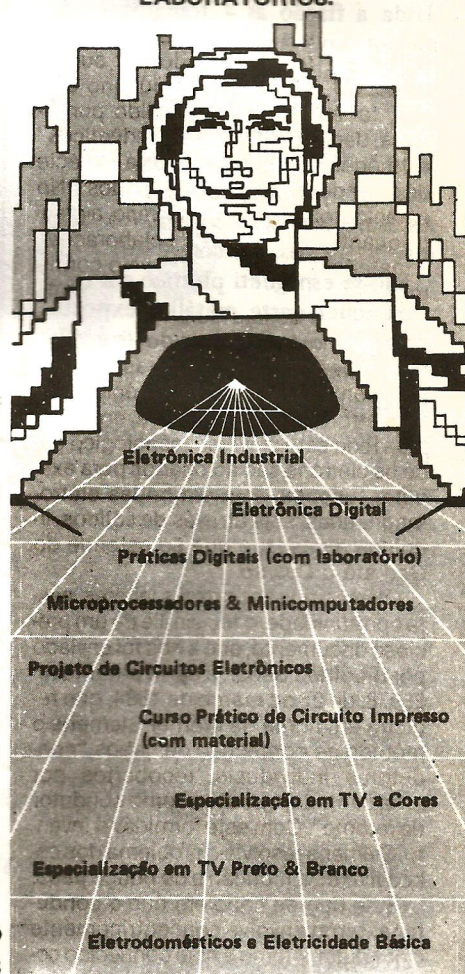 LABORATÓRIOS.
Eletrônica Industrial
Eletrônica Digital
Práticas Digitais (com laboratório)
Microprocessadores & Minicomputadores
Projeto de Circuitos Eletrônicos
Curso Prático de Circuito Impresso
(com material)
Especialização em TV a Cores
Especialização em TV Preto & Branco
Eletrodomésticos e Eletricidade Básica